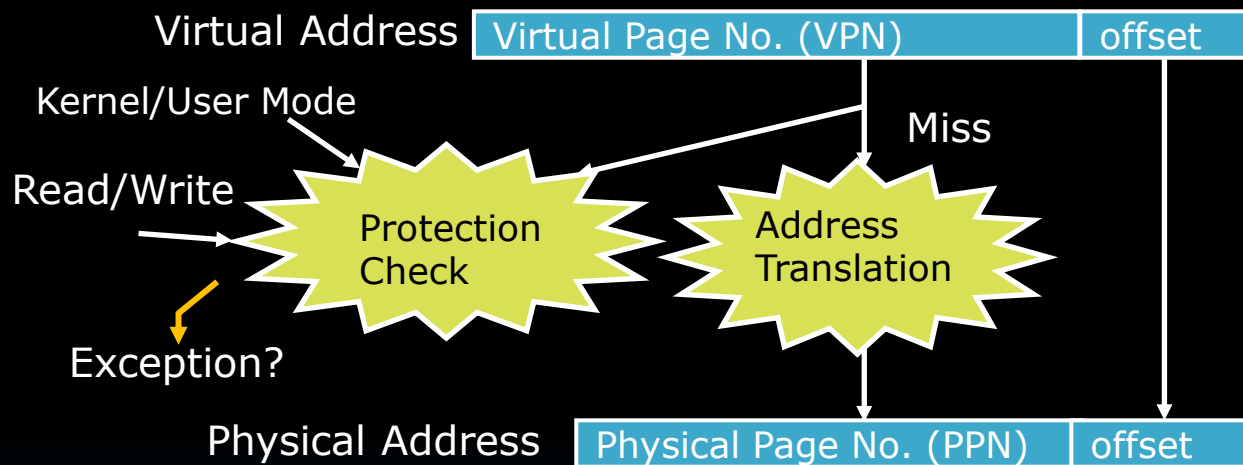 Virtual Address
Virtual Page No. (VPN)
offset
Kernel/User Mode
Miss
Read/Write
Protection
Check
Address
Translation
Exception?
Physical Address
Physical Page No. (PPN)
offset